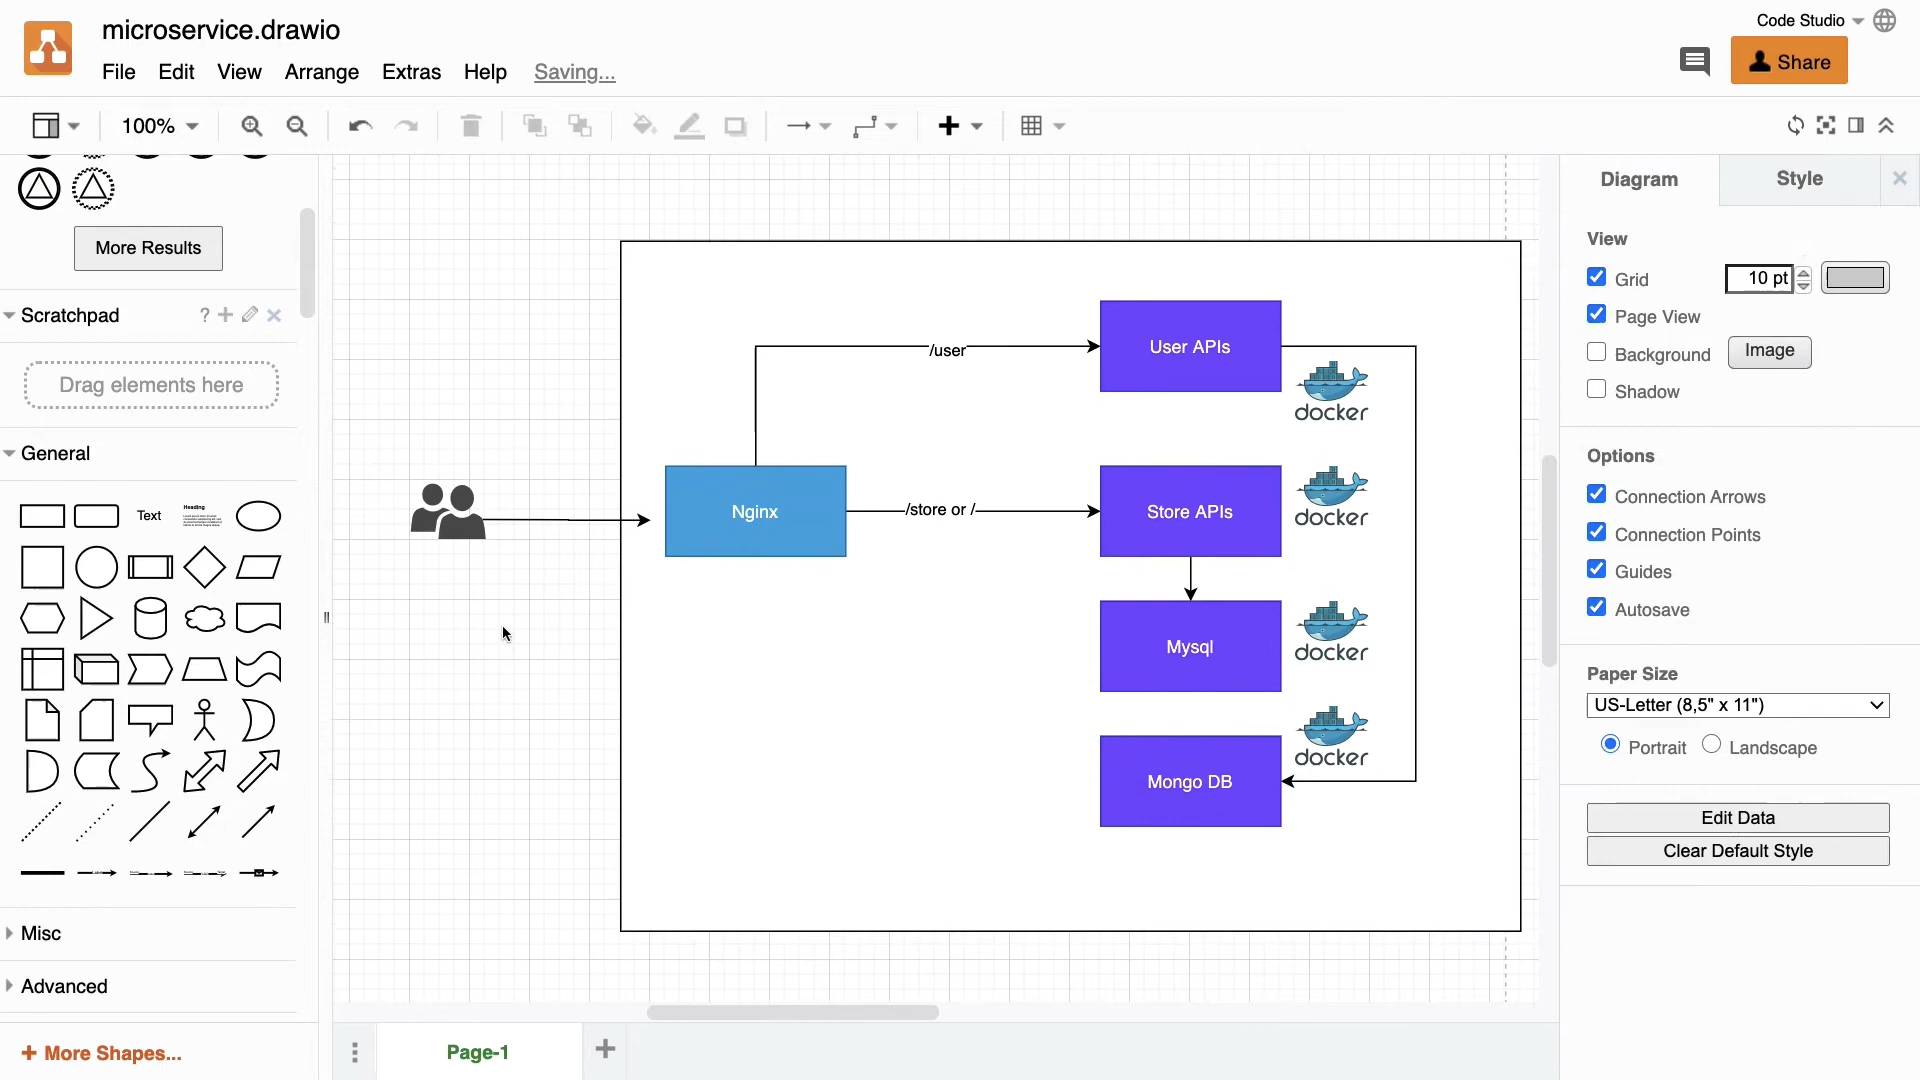 microservice.drawio
Code Studio
File Edit View Arrange Extras Help Saving...
Share
100%
More Results
Scratchpad
?
Drag elements here
General
Text
Heading
Misc
Advanced
+ More Shapes...
/user
User APIs
docker
Nginx
/store or /
Store APIs
docker
Mysql
docker
Mongo DB
docker
Page-1
Diagram
Style
View
Grid
10 pt
Page View
Background
Image
Shadow
Options
Connection Arrows
Connection Points
Guides
Autosave
Paper Size
US-Letter (8,5" x 11")
Portrait
Landscape
Edit Data
Clear Default Style